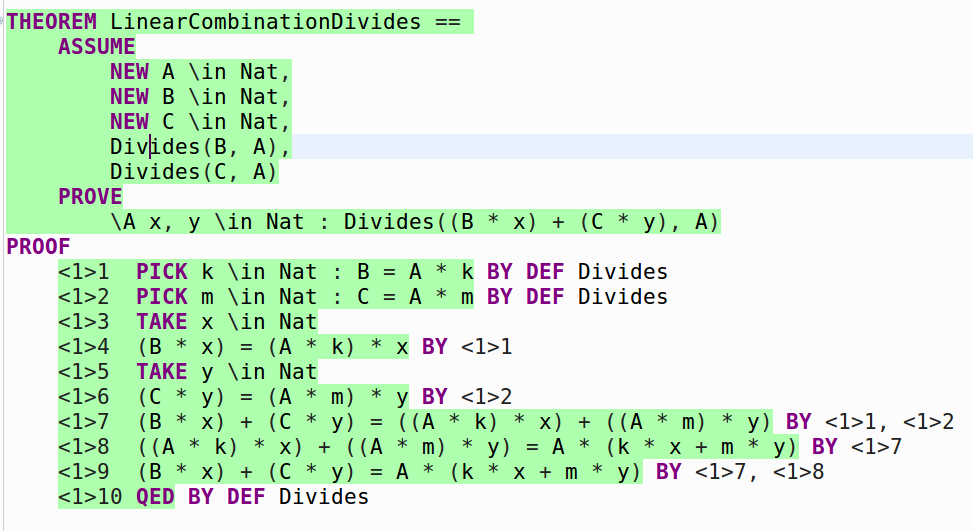 THEOREM LinearCombinationDivides ==
    ASSUME
        NEW A \in Nat,
        NEW B \in Nat,
        NEW C \in Nat,
        Divides(B, A),
        Divides(C, A)
    PROVE
        \A x, y \in Nat : Divides((B * x) + (C * y), A)
PROOF
    <1>1  PICK k \in Nat : B = A * k BY DEF Divides
    <1>2  PICK m \in Nat : C = A * m BY DEF Divides
    <1>3  TAKE x \in Nat
    <1>4  (B * x) = (A * k) * x BY <1>1
    <1>5  TAKE y \in Nat
    <1>6  (C * y) = (A * m) * y BY <1>2
    <1>7  (B * x) + (C * y) = ((A * k) * x) + ((A * m) * y) BY <1>1, <1>2
    <1>8  ((A * k) * x) + ((A * m) * y) = A * (k * x + m * y) BY <1>7
    <1>9  (B * x) + (C * y) = A * (k * x + m * y) BY <1>7, <1>8
    <1>10 QED BY DEF Divides